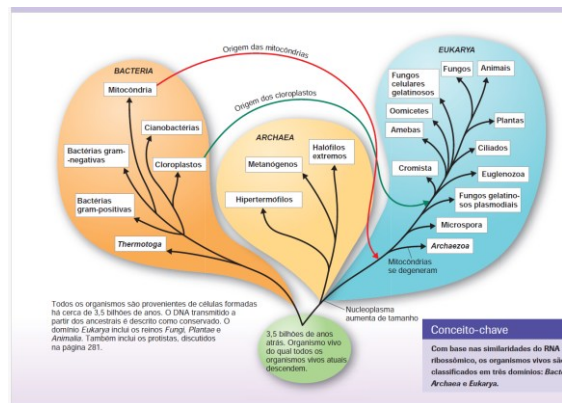 Origem das mitocôndrias
Origem dos cloroplastos
BACTERIA
Mitocôndria
Cianobactérias
Cloroplastos
Bactérias gram-
-negativas
Bactérias
gram-positivas
Thermotoga
ARCHAEA
Halófilos
extremos
Metanógenos
Hipertermófilos
EUKARYA
Fungos
Animais
Fungos
celulares
gelatinosos
Oomicetes
Amebas
Plantas
Ciliados
Cromista
Euglenozoa
Fungos gelatino-
sos plasmodiais
Microspora
Archaezoa
Mitocôndrias
se degeneram
Nucleoplasma
aumenta de tamanho
3,5 bilhões de anos
atrás. Organismo vivo
do qual todos os
organismos vivos atuais
descendem.
Todos os organismos são provenientes de células formadas
há cerca de 3,5 bilhões de anos. O DNA transmitido a
partir dos ancestrais é descrito como conservado. O
domínio Eukarya inclui os reinos Fungi, Plantae e
Animalia. Também inclui os protistas, discutidos
na página 281.
Conceito-chave
Com base nas similaridades do RNA
ribossômico, os organismos vivos são
classificados em três domínios: Bact
Archaea e Eukarya.